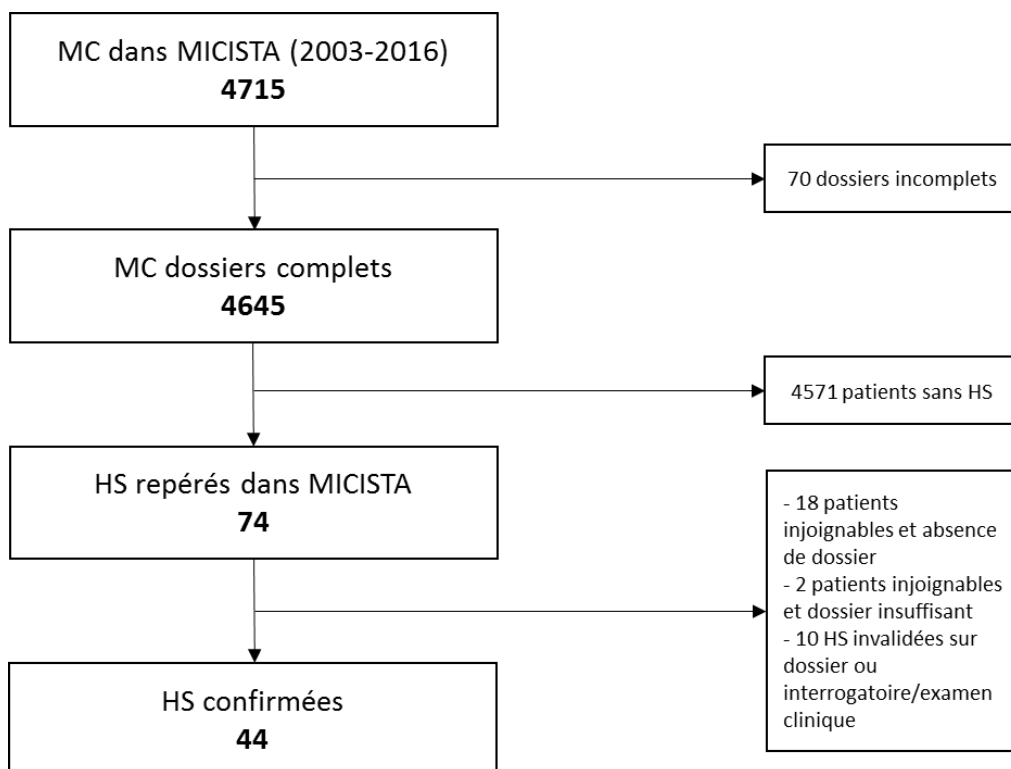 MC dans MICISTA (2003-2016)
4715
70 dossiers incomplets
MC dossiers complets
4645
4571 patients sans HS
HS repérés dans MICISTA
74
- 18 patients
injoignables et absence
de dossier
- 2 patients injoignables
et dossier insuffisant
- 10 HS invalidées sur
dossier ou
interrogatoire/examen
clinique
HS confirmées
44